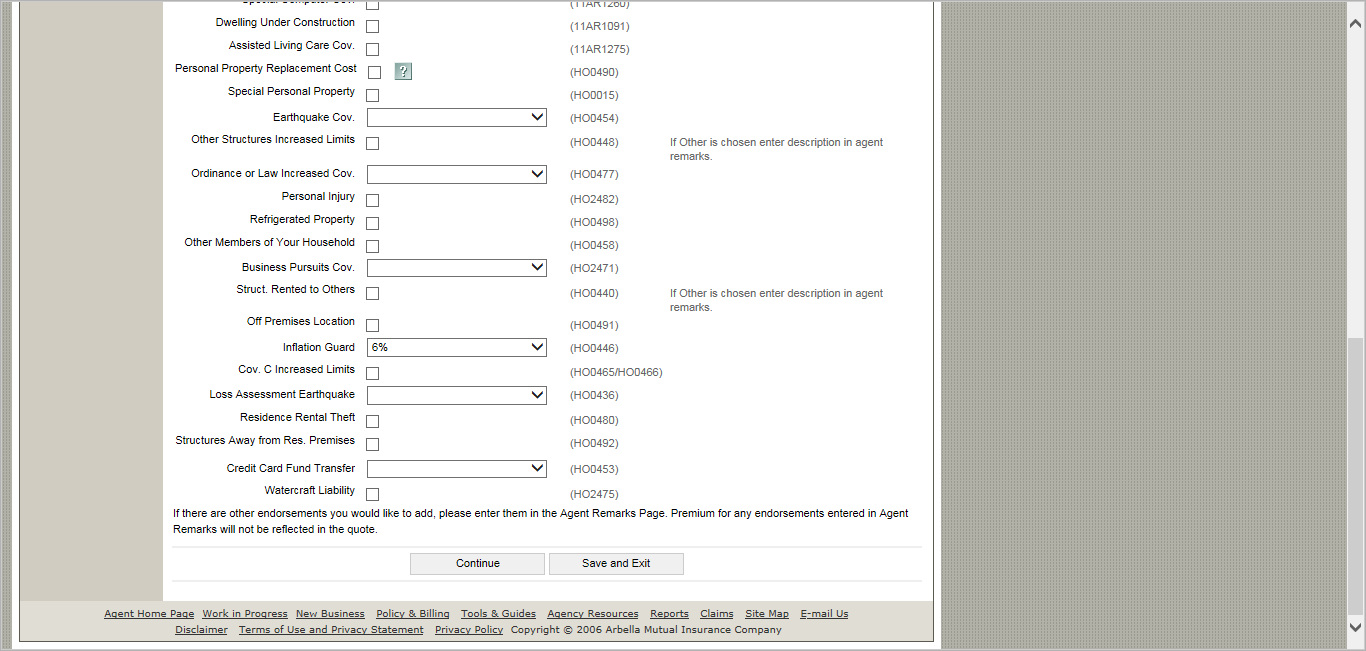 Special Computer Cov. (11AR1260)
Dwelling Under Construction (11AR1091)
Assisted Living Care Cov. (11AR1275)
Personal Property Replacement Cost ? (HO0490)
Special Personal Property (HO0015)
Earthquake Cov. (HO0454)
Other Structures Increased Limits (HO0448) If Other is chosen enter description in agent
remarks.
Ordinance or Law Increased Cov. (HO0477)
Personal Injury (HO2482)
Refrigerated Property (HO0498)
Other Members of Your Household (HO0458)
Business Pursuits Cov. (HO2471)
Struct. Rented to Others (HO0440) If Other is chosen enter description in agent
remarks.
Off Premises Location (HO0491)
Inflation Guard 6% (HO0446)
Cov. C Increased Limits (HO0465/HO0466)
Loss Assessment Earthquake (HO0436)
Residence Rental Theft (HO0480)
Structures Away from Res. Premises (HO0492)
Credit Card Fund Transfer (HO0453)
Watercraft Liability (HO2475)
If there are other endorsements you would like to add, please enter them in the Agent Remarks Page. Premium for any endorsements entered in Agent
Remarks will not be reflected in the quote.
Continue Save and Exit
Agent Home Page Work in Progress New Business Policy & Billing Tools & Guides Agency Resources Reports Claims Site Map E-mail Us
Disclaimer Terms of Use and Privacy Statement Privacy Policy Copyright © 2006 Arbella Mutual Insurance Company